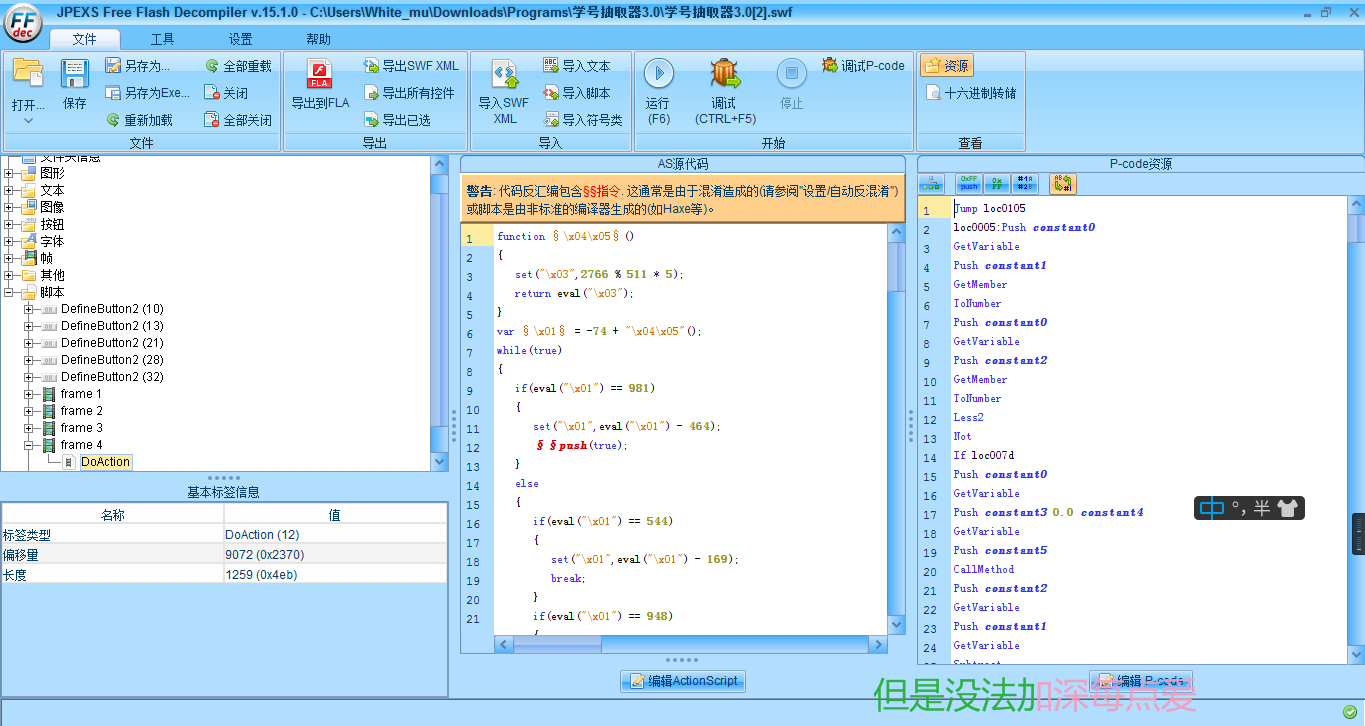 JPEXS Free Flash Decompiler v.15.1.0 - C:\Users\White_mu\Downloads\Programs\学号抽取器3.0\学号抽取器3.0[2].swf
FF
dec
文件 工具 设置 帮助
打开...
保存
另存为...
另存为Exe...
重新加载
全部重载
关闭
全部关闭
文件
FLA
导出到FLA
导出SWF XML
导出所有控件
导出已选
导出
导入SWF
XML
导入文本
导入脚本
导入符号类
导入
运行
(F6)
调试
(CTRL+F5)
停止
调试P-code
开始
资源
十六进制转储
查看
文件头信息
图形
文本
图像
按钮
字体
帧
其他
脚本
DefineButton2 (10)
DefineButton2 (13)
DefineButton2 (21)
DefineButton2 (28)
DefineButton2 (32)
frame 1
frame 2
frame 3
frame 4
DoAction
基本标签信息
名称 值
标签类型 DoAction (12)
偏移量 9072 (0x2370)
长度 1259 (0x4eb)
AS源代码
警告: 代码反汇编包含§§指令. 这通常是由于混淆造成的(请参阅"设置/自动反混淆")
或脚本是由非标准的编译器生成的(如Haxe等)。
1 function §\x04\x05§()
2 {
3 set("\x03",2766 % 511 * 5);
4 return eval("\x03");
5 }
6 var §\x01§ = -74 + "\x04\x05"();
7 while(true)
8 {
9 if(eval("\x01") == 981)
10 {
11 set("\x01",eval("\x01") - 464);
12 §§push(true);
13 }
14 else
15 {
16 if(eval("\x01") == 544)
17 {
18 set("\x01",eval("\x01") - 169);
19 break;
20 }
21 if(eval("\x01") == 948)
编辑ActionScript
P-code资源
1 Jump loc0105
2 loc0005:Push constant0
3 GetVariable
4 Push constant1
5 GetMember
6 ToNumber
7 Push constant0
8 GetVariable
9 Push constant2
10 GetMember
11 ToNumber
12 Less2
13 Not
14 If loc007d
15 Push constant0
16 GetVariable
17 Push constant3 0.0 constant4
18 GetVariable
19 Push constant5
20 CallMethod
21 Push constant2
22 GetVariable
23 Push constant1
24 GetVariable
Subtract
编辑 P-code
中 °, 半
但是没法加深每点爱